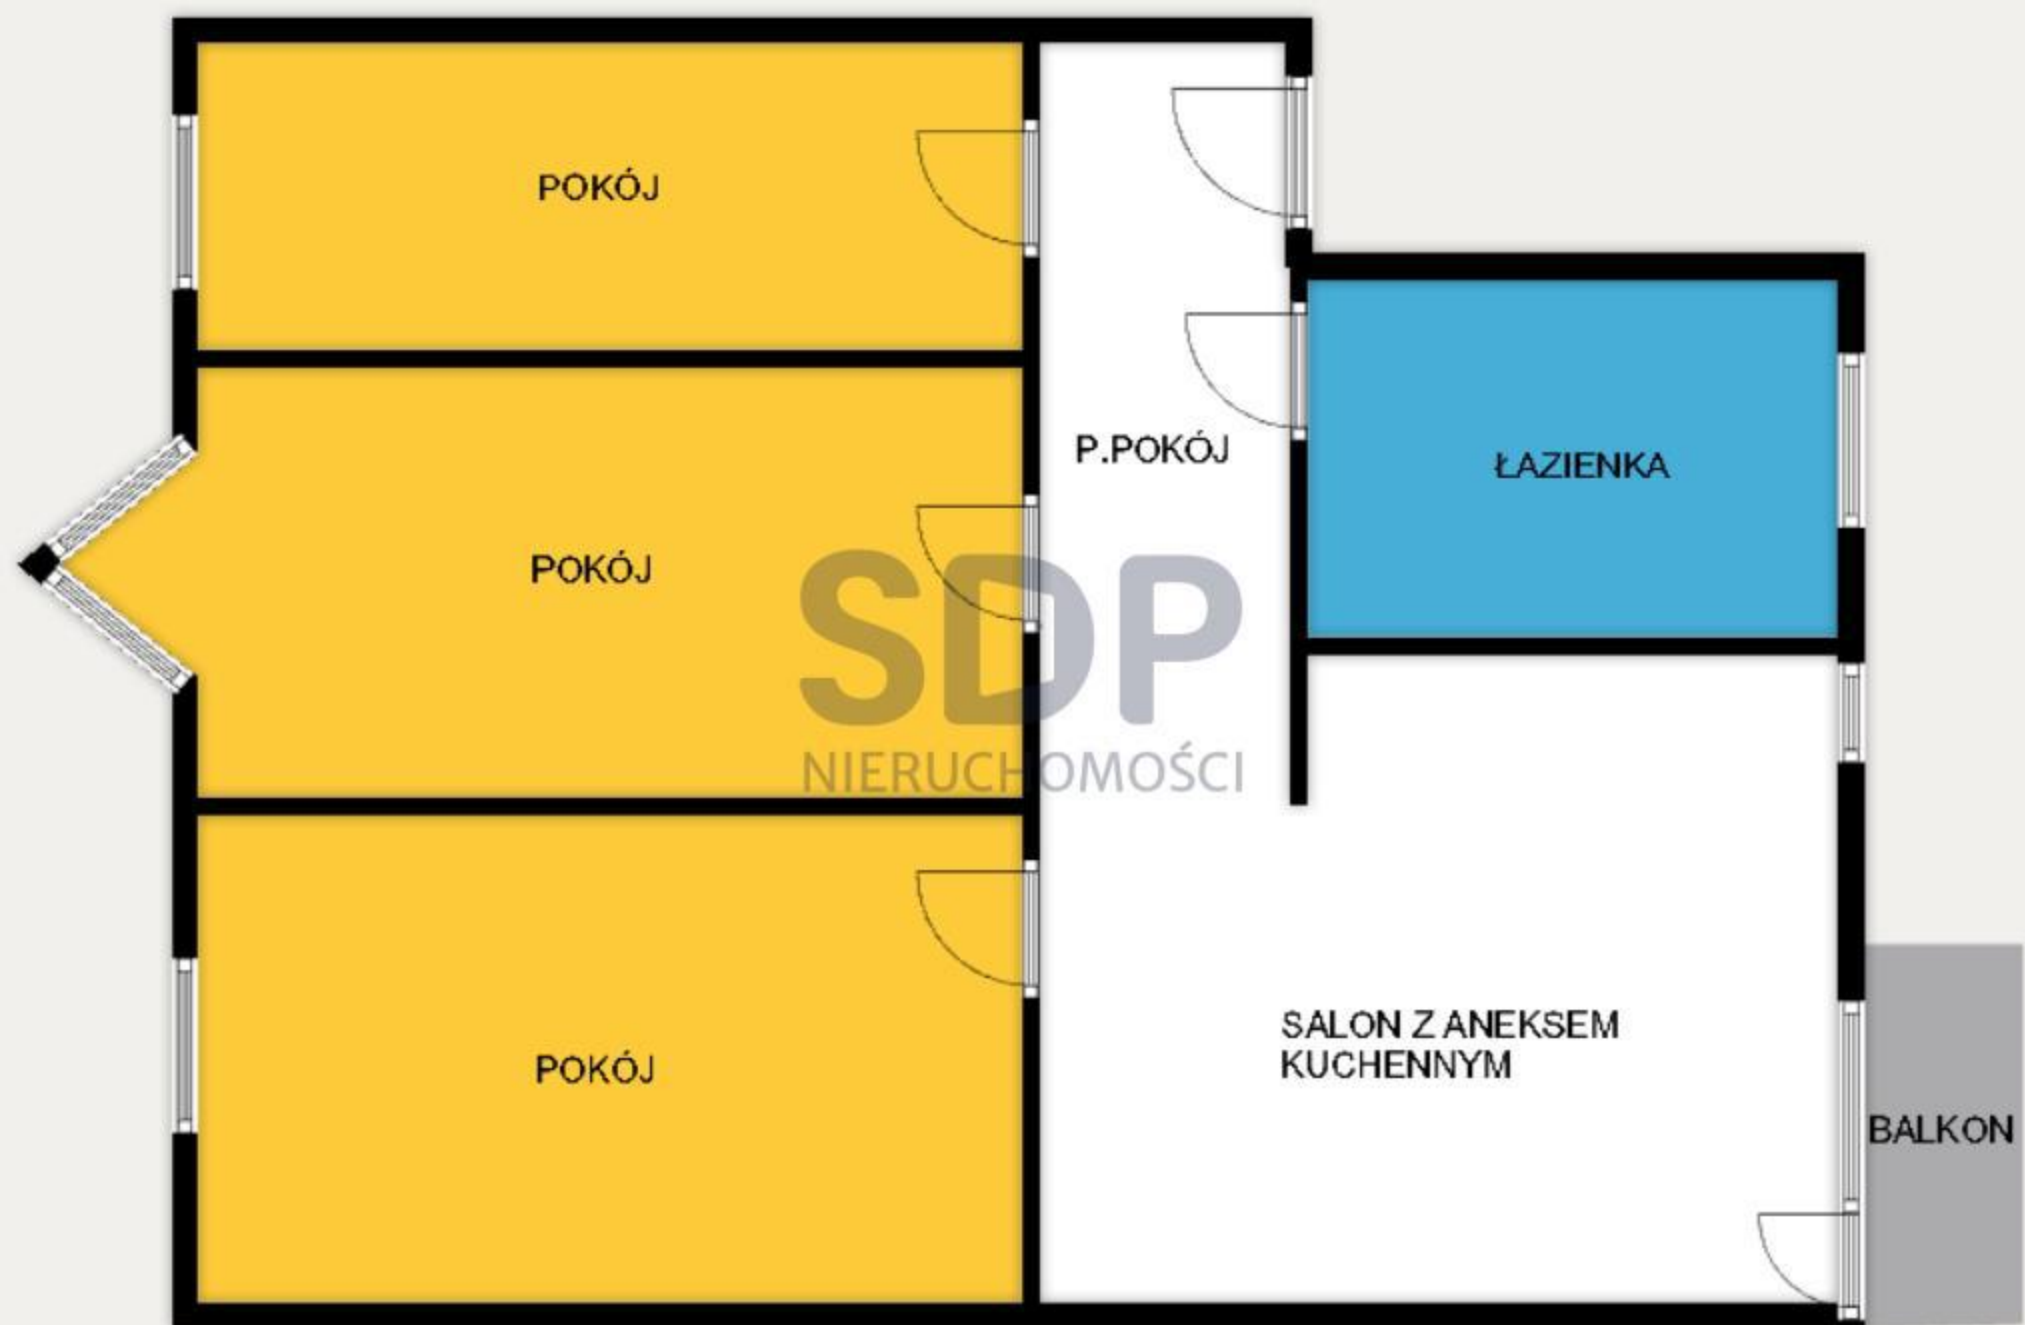 POKÓJ
P.POKÓJ
ŁAZIENKA
POKÓJ
SDP
NIERUCHOMOŚCI
SALON Z ANEKSEM
KUCHENNYM
POKÓJ
BALKON